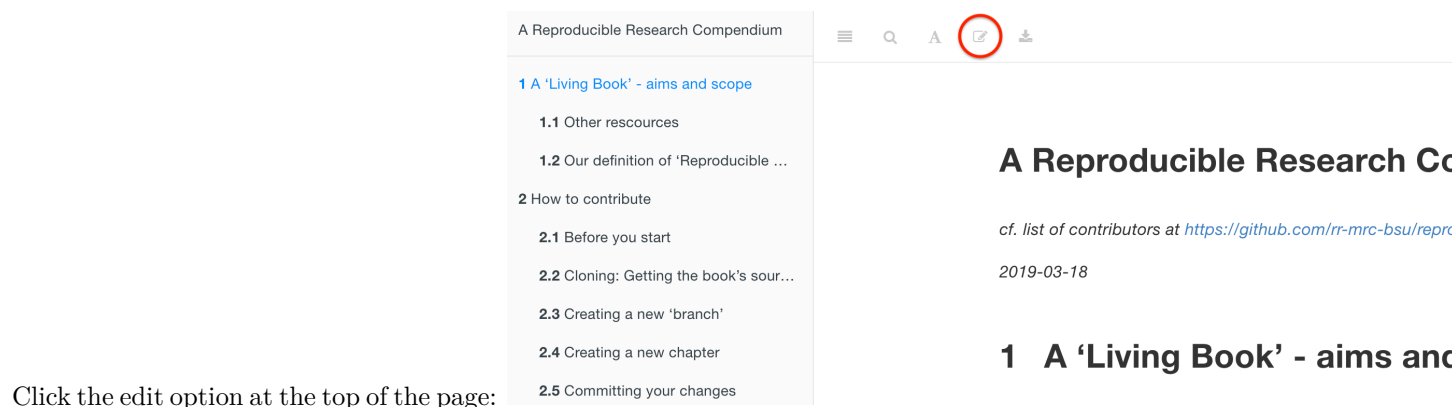 A Reproducible Research Compendium
A
1 A ‘Living Book’ - aims and scope
1.1 Other rescources
1.2 Our definition of ‘Reproducible …
2 How to contribute
2.1 Before you start
2.2 Cloning: Getting the book’s sour…
2.3 Creating a new ‘branch’
2.4 Creating a new chapter
2.5 Committing your changes
A Reproducible Research Co
cf. list of contributors at https://github.com/rr-mrc-bsu/repro
2019-03-18
1 A ‘Living Book’ - aims and
Click the edit option at the top of the page: